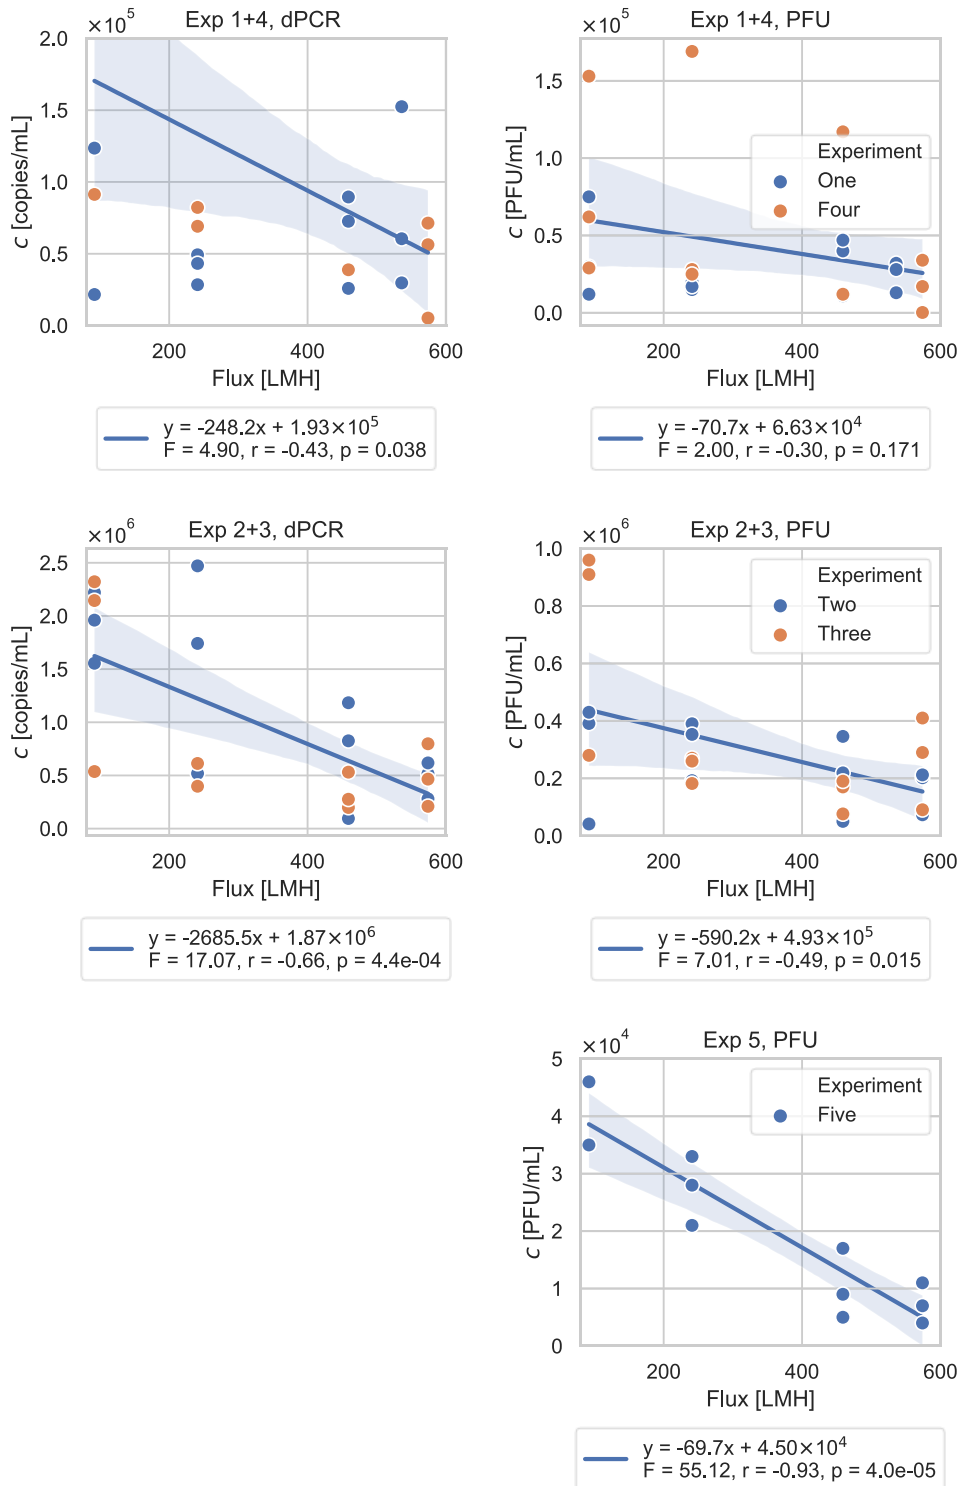 Exp 1+4, dPCR
×10⁵
2.0
1.5
1.0
0.5
0.0
c [copies/mL]
200
400
600
Flux [LMH]
y = -248.2x + 1.93×10⁵
F = 4.90, r = -0.43, p = 0.038
Exp 1+4, PFU
×10⁵
1.5
1.0
0.5
0.0
c [PFU/mL]
Experiment
One
Four
200
400
600
Flux [LMH]
y = -70.7x + 6.63×10⁴
F = 2.00, r = -0.30, p = 0.171
Exp 2+3, dPCR
×10⁶
2.5
2.0
1.5
1.0
0.5
0.0
c [copies/mL]
200
400
600
Flux [LMH]
y = -2685.5x + 1.87×10⁶
F = 17.07, r = -0.66, p = 4.4e-04
Exp 2+3, PFU
×10⁶
1.0
0.8
0.6
0.4
0.2
0.0
c [PFU/mL]
Experiment
Two
Three
200
400
600
Flux [LMH]
y = -590.2x + 4.93×10⁵
F = 7.01, r = -0.49, p = 0.015
Exp 5, PFU
×10⁴
5
4
3
2
1
0
c [PFU/mL]
Experiment
Five
200
400
600
Flux [LMH]
y = -69.7x + 4.50×10⁴
F = 55.12, r = -0.93, p = 4.0e-05